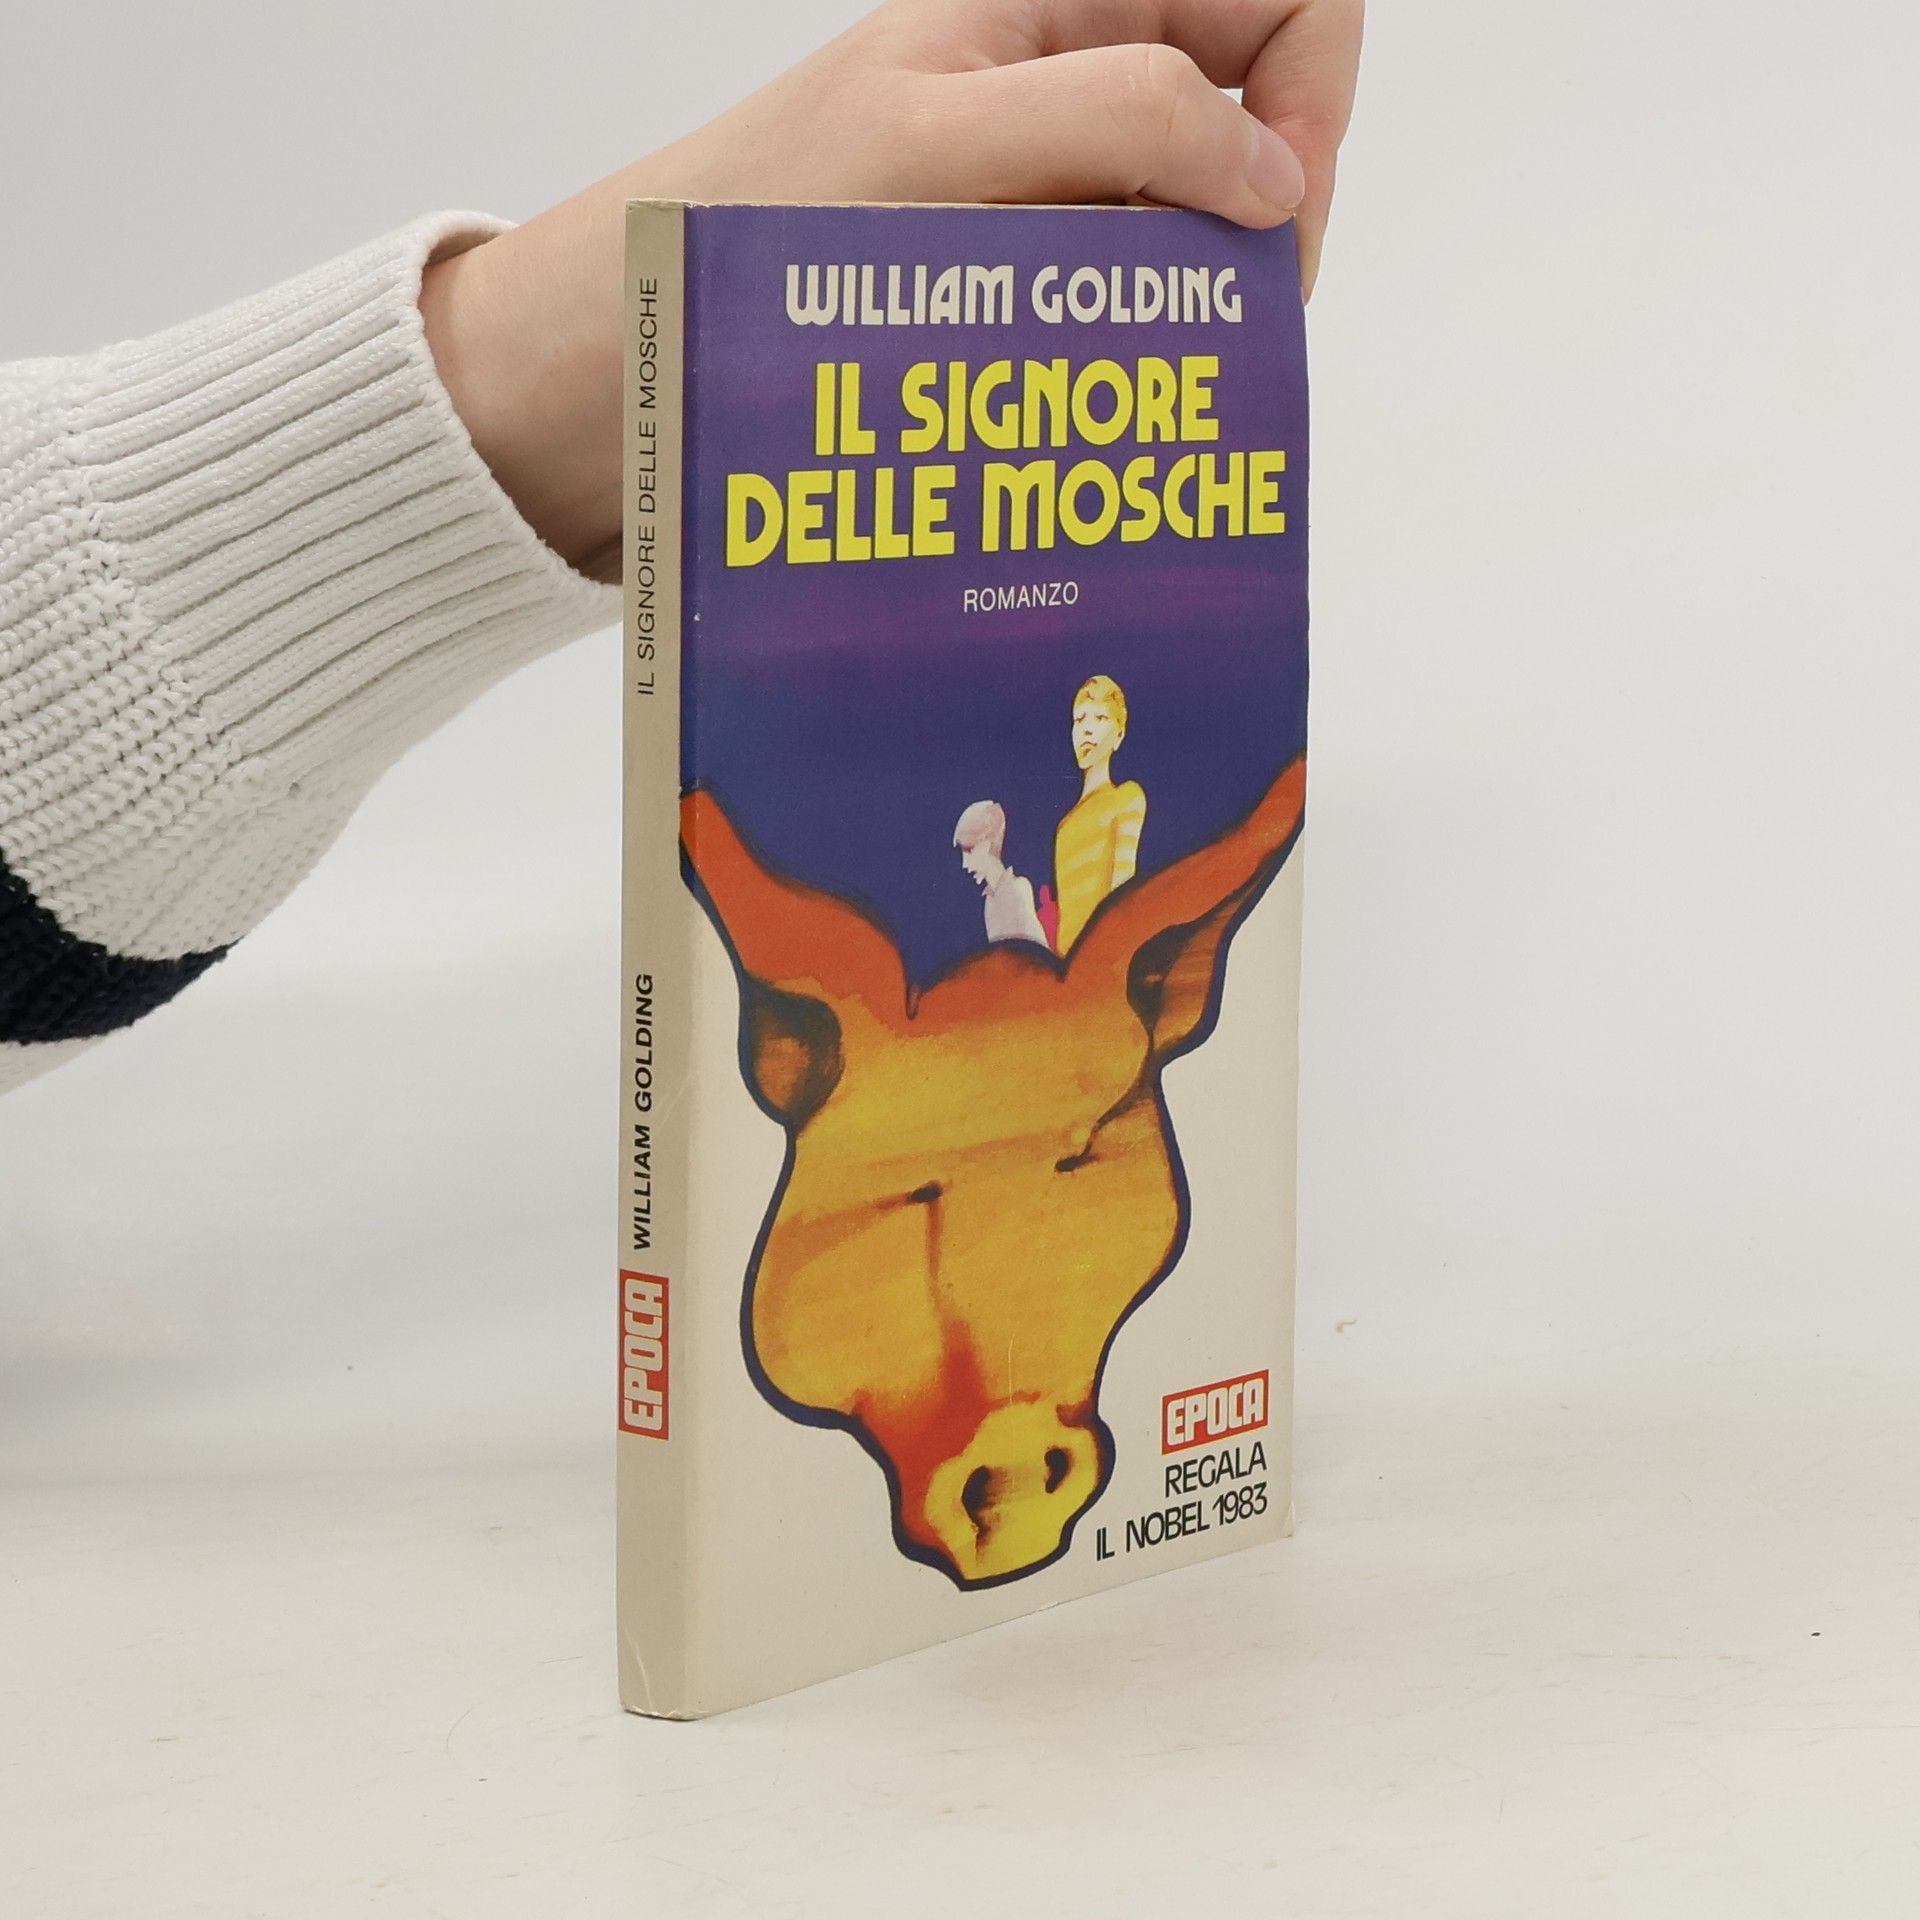 WILLIAM GOLDING
IL SIGNORE
DELLE MOSCHE
ROMANZO
EPOCA
REGALA
IL NOBEL 1983
EPOCA WILLIAM GOLDING IL SIGNORE DELLE MOSCHE